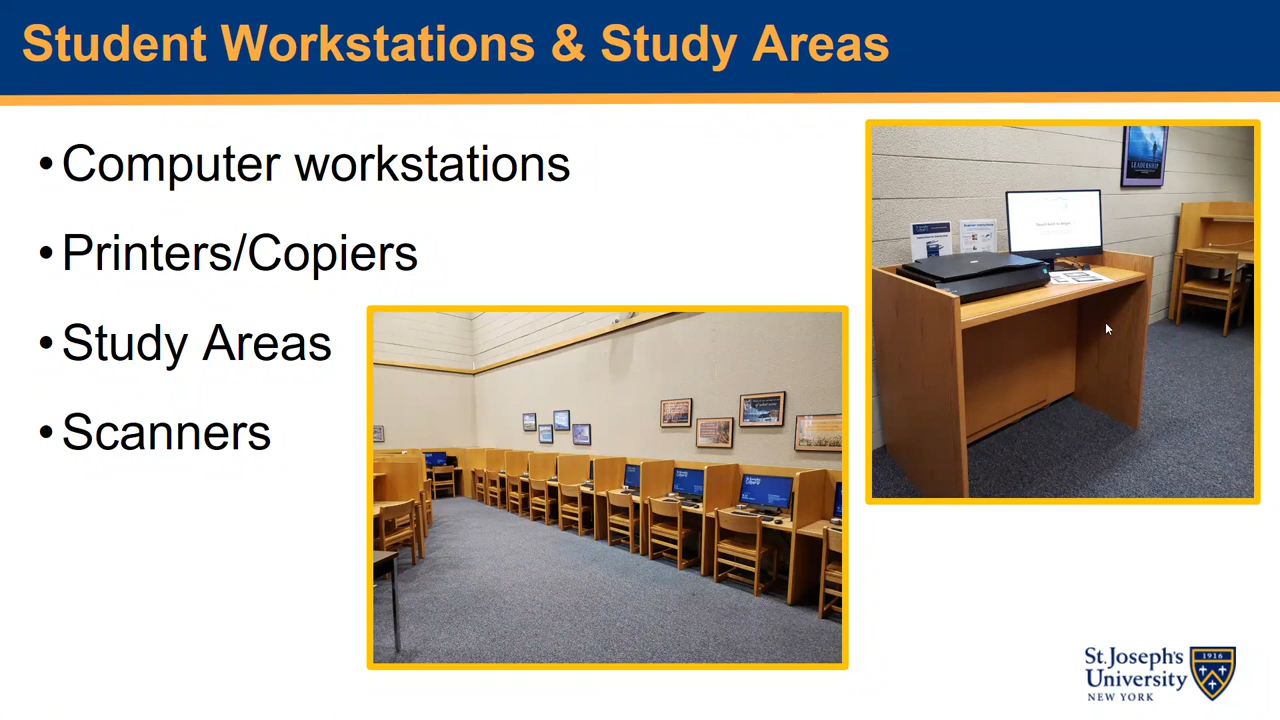 Student Workstations & Study Areas
• Computer workstations
• Printers/Copiers
• Study Areas
• Scanners
LEADERSHIP
St. Joseph's
University
NEW YORK
1916